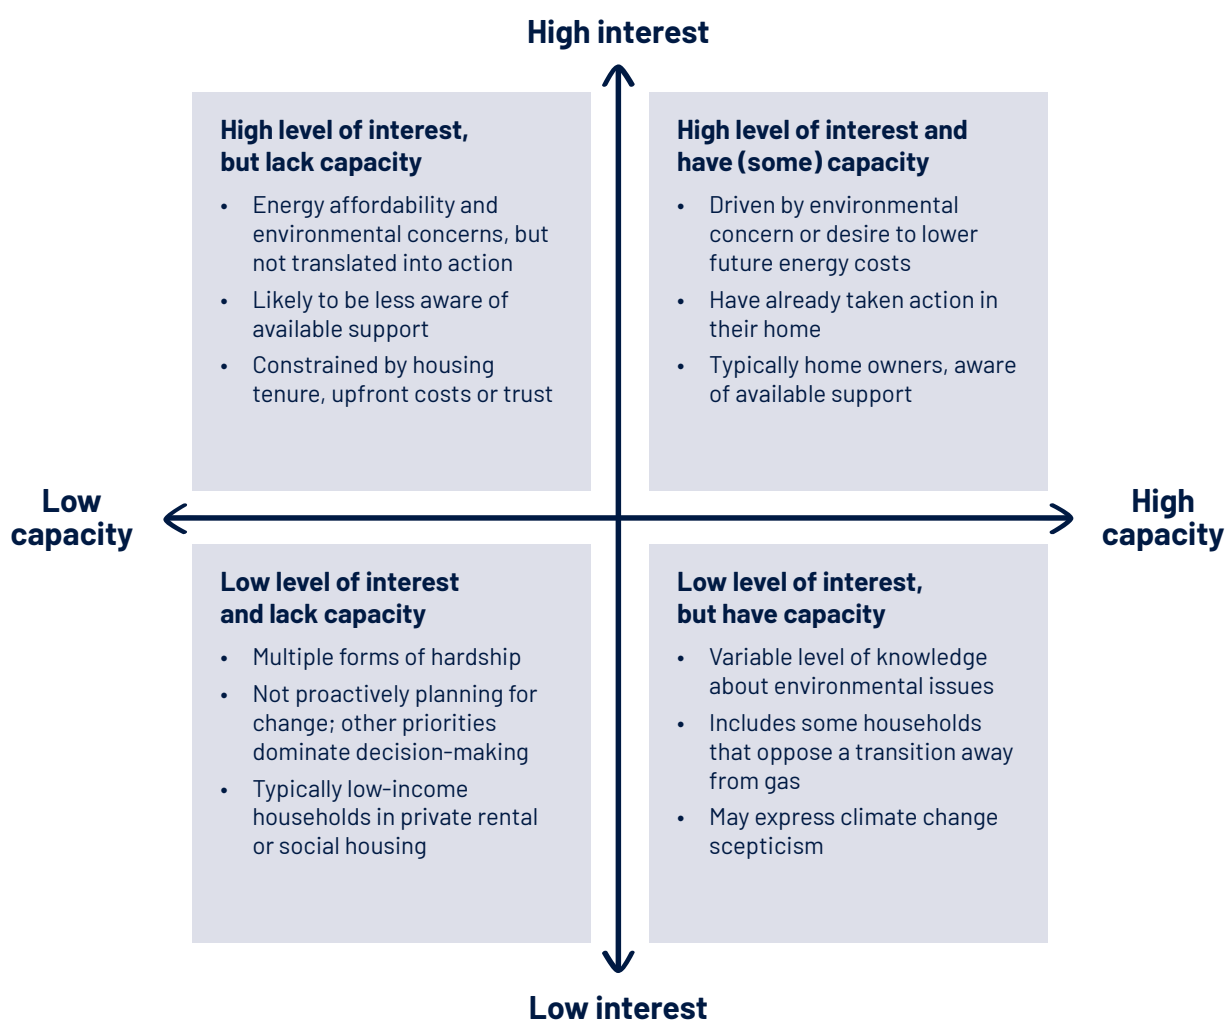 High interest
High level of interest,
but lack capacity
• Energy affordability and
environmental concerns, but
not translated into action
• Likely to be less aware of
available support
• Constrained by housing
tenure, upfront costs or trust
High level of interest and
have (some) capacity
• Driven by environmental
concern or desire to lower
future energy costs
• Have already taken action in
their home
• Typically home owners, aware
of available support
Low
capacity
High
capacity
Low level of interest
and lack capacity
• Multiple forms of hardship
• Not proactively planning for
change; other priorities
dominate decision-making
• Typically low-income
households in private rental
or social housing
Low level of interest,
but have capacity
• Variable level of knowledge
about environmental issues
• Includes some households
that oppose a transition away
from gas
• May express climate change
scepticism
Low interest